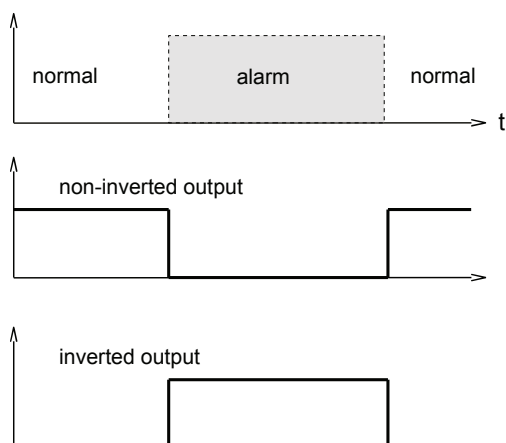 normal alarm normal
t
non-inverted output
inverted output